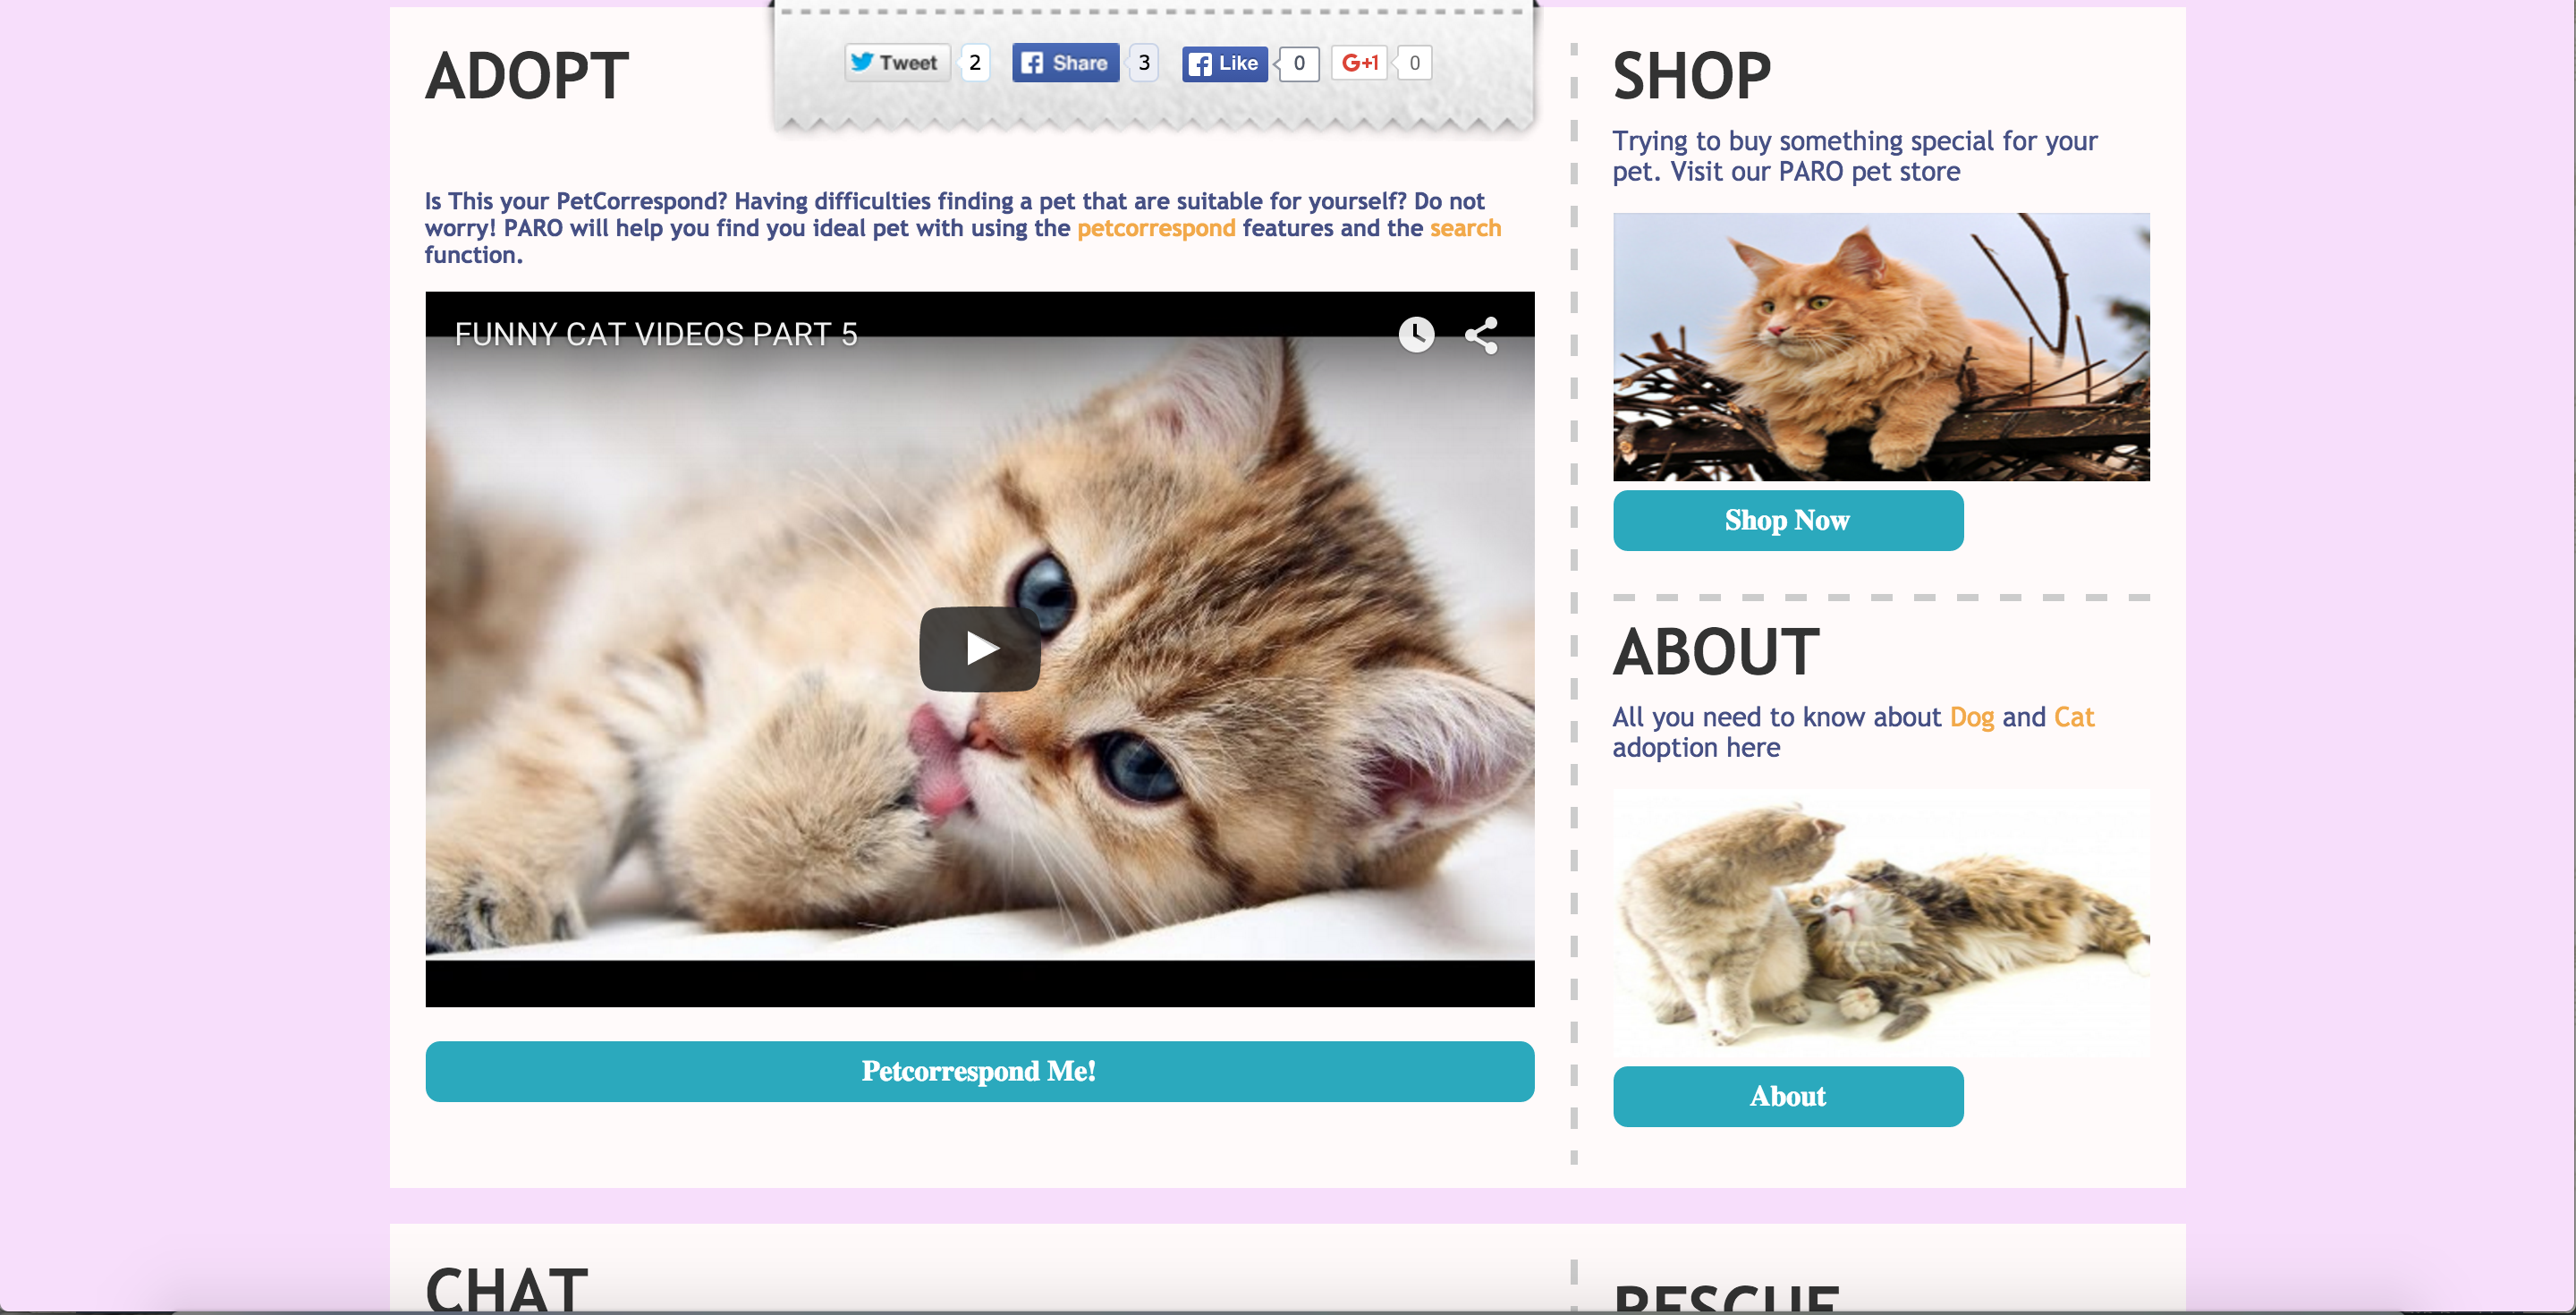 ADOPT
Tweet 2 Share 3 Like 0 G+1 0
Is This your PetCorrespond? Having difficulties finding a pet that are suitable for yourself? Do not
worry! PARO will help you find you ideal pet with using the petcorrespond features and the search
function.
FUNNY CAT VIDEOS PART 5
Petcorrespond Me!
SHOP
Trying to buy something special for your
pet. Visit our PARO pet store
Shop Now
ABOUT
All you need to know about Dog and Cat
adoption here
About
CHAT
RESCUE